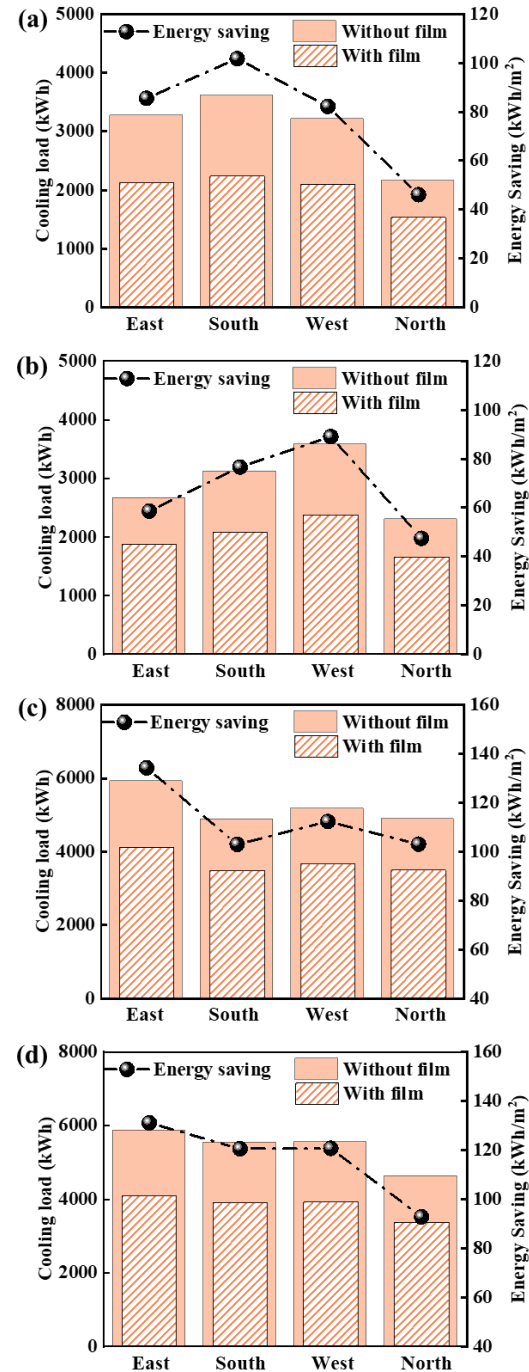 (a)
Energy saving
Without film
With film
Cooling load (kWh)
Energy Saving (kWh/m²)
5000
4000
3000
2000
1000
0
120
100
80
60
40
20
0
East South West North
(b)
Energy saving
Without film
With film
Cooling load (kWh)
Energy Saving (kWh/m²)
5000
4000
3000
2000
1000
0
120
100
80
60
40
20
0
East South West North
(c)
Energy saving
Without film
With film
Cooling load (kWh)
Energy Saving (kWh/m²)
8000
6000
4000
2000
0
160
140
120
100
80
60
40
East South West North
(d)
Energy saving
Without film
With film
Cooling load (kWh)
Energy Saving (kWh/m²)
8000
6000
4000
2000
0
160
140
120
100
80
60
40
East South West North